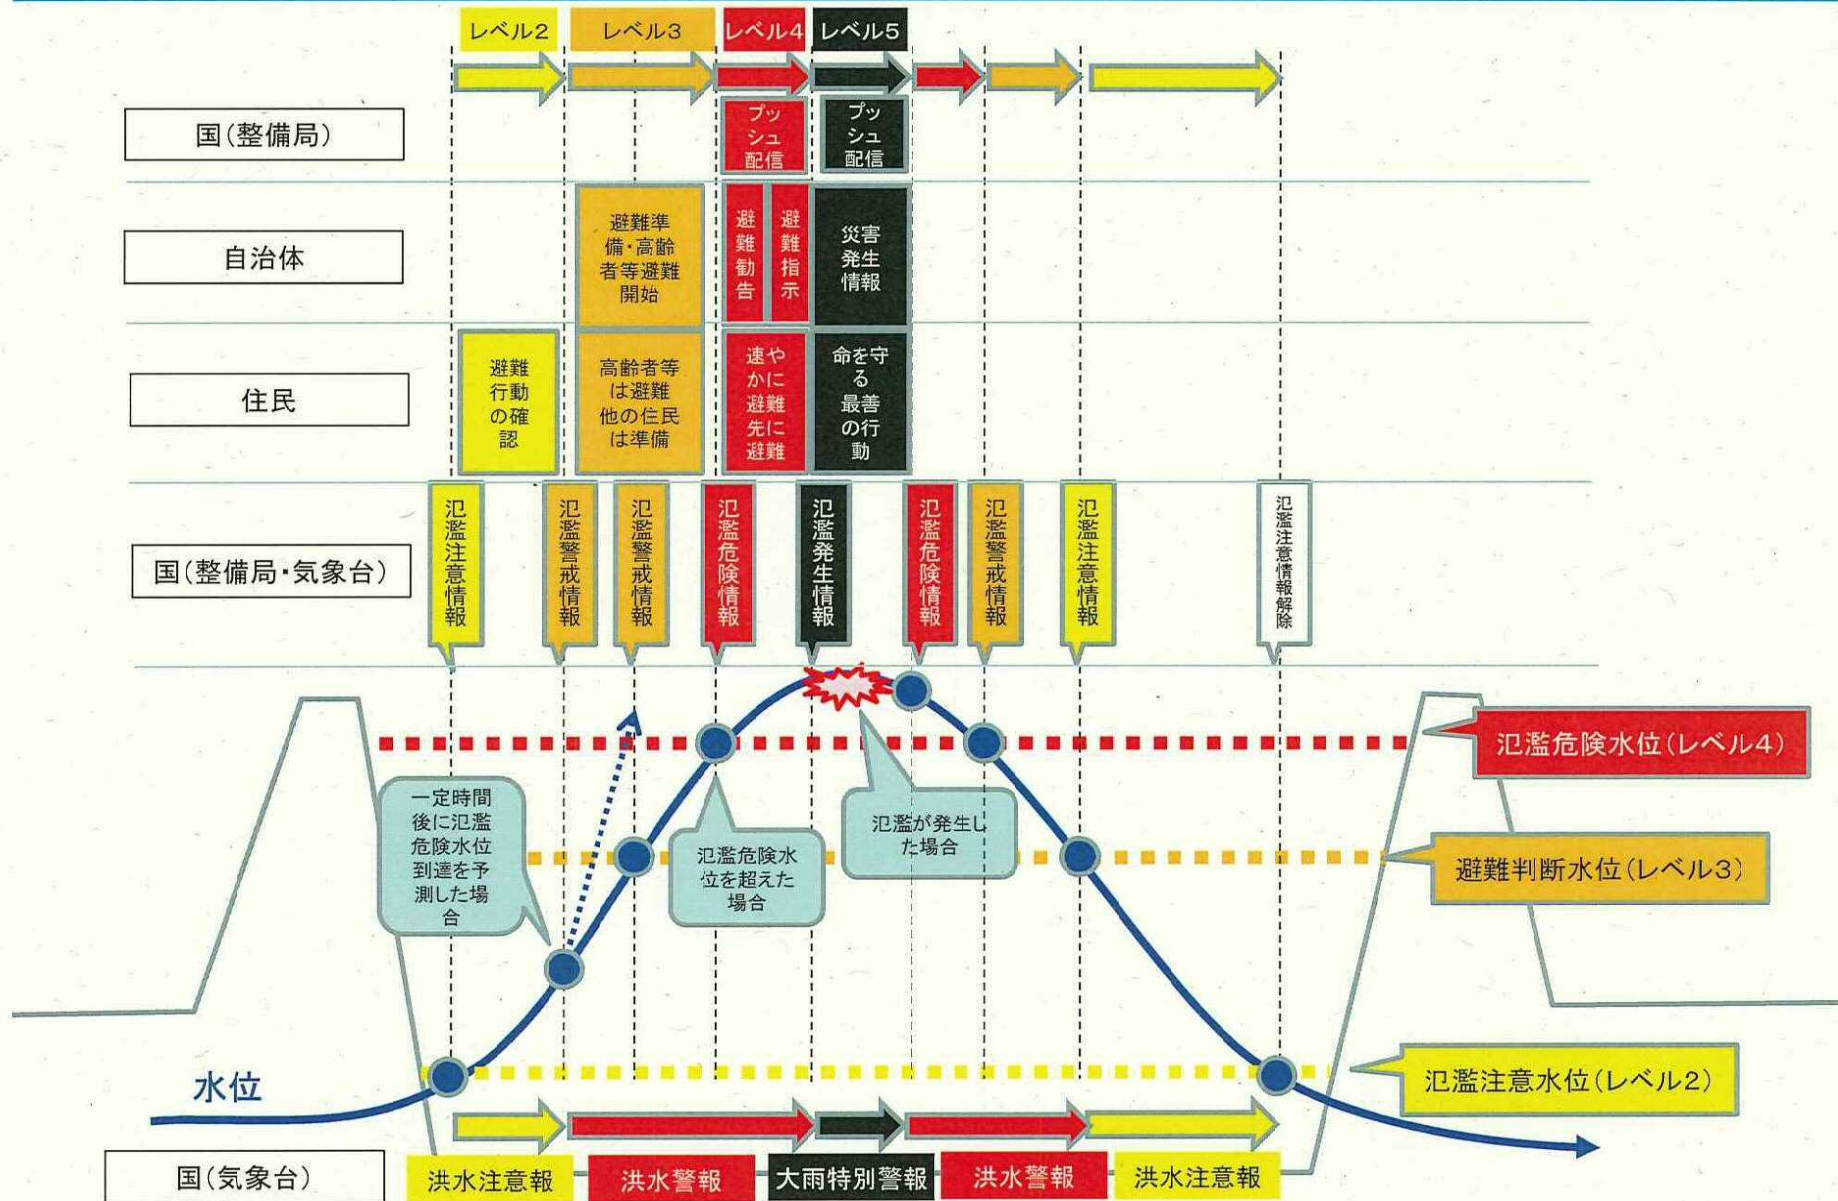 レベル2
レベル3
レベル4
レベル5
国(整備局)
プッ
シュ
配信
プッ
シュ
配信
自治体
避難準
備・高齢
者等避難
開始
避難勧告
避難指示
災害
発生
情報
住民
避難
行動
の確
認
高齢者等
は避難
他の住民
は準備
速や
かに
避難
先に
避難
命を守
る
最善
の行
動
国(整備局・気象台)
氾濫注意情報
氾濫警戒情報
氾濫警戒情報
氾濫危険情報
氾濫発生情報
氾濫危険情報
氾濫警戒情報
氾濫注意情報
氾濫注意情報解除
氾濫危険水位(レベル4)
一定時間
後に氾濫
危険水位
到達を予
測した場
合
氾濫危険水
位を超えた
場合
氾濫が発生し
た場合
避難判断水位(レベル3)
水位
氾濫注意水位(レベル2)
国(気象台)
洪水注意報
洪水警報
大雨特別警報
洪水警報
洪水注意報